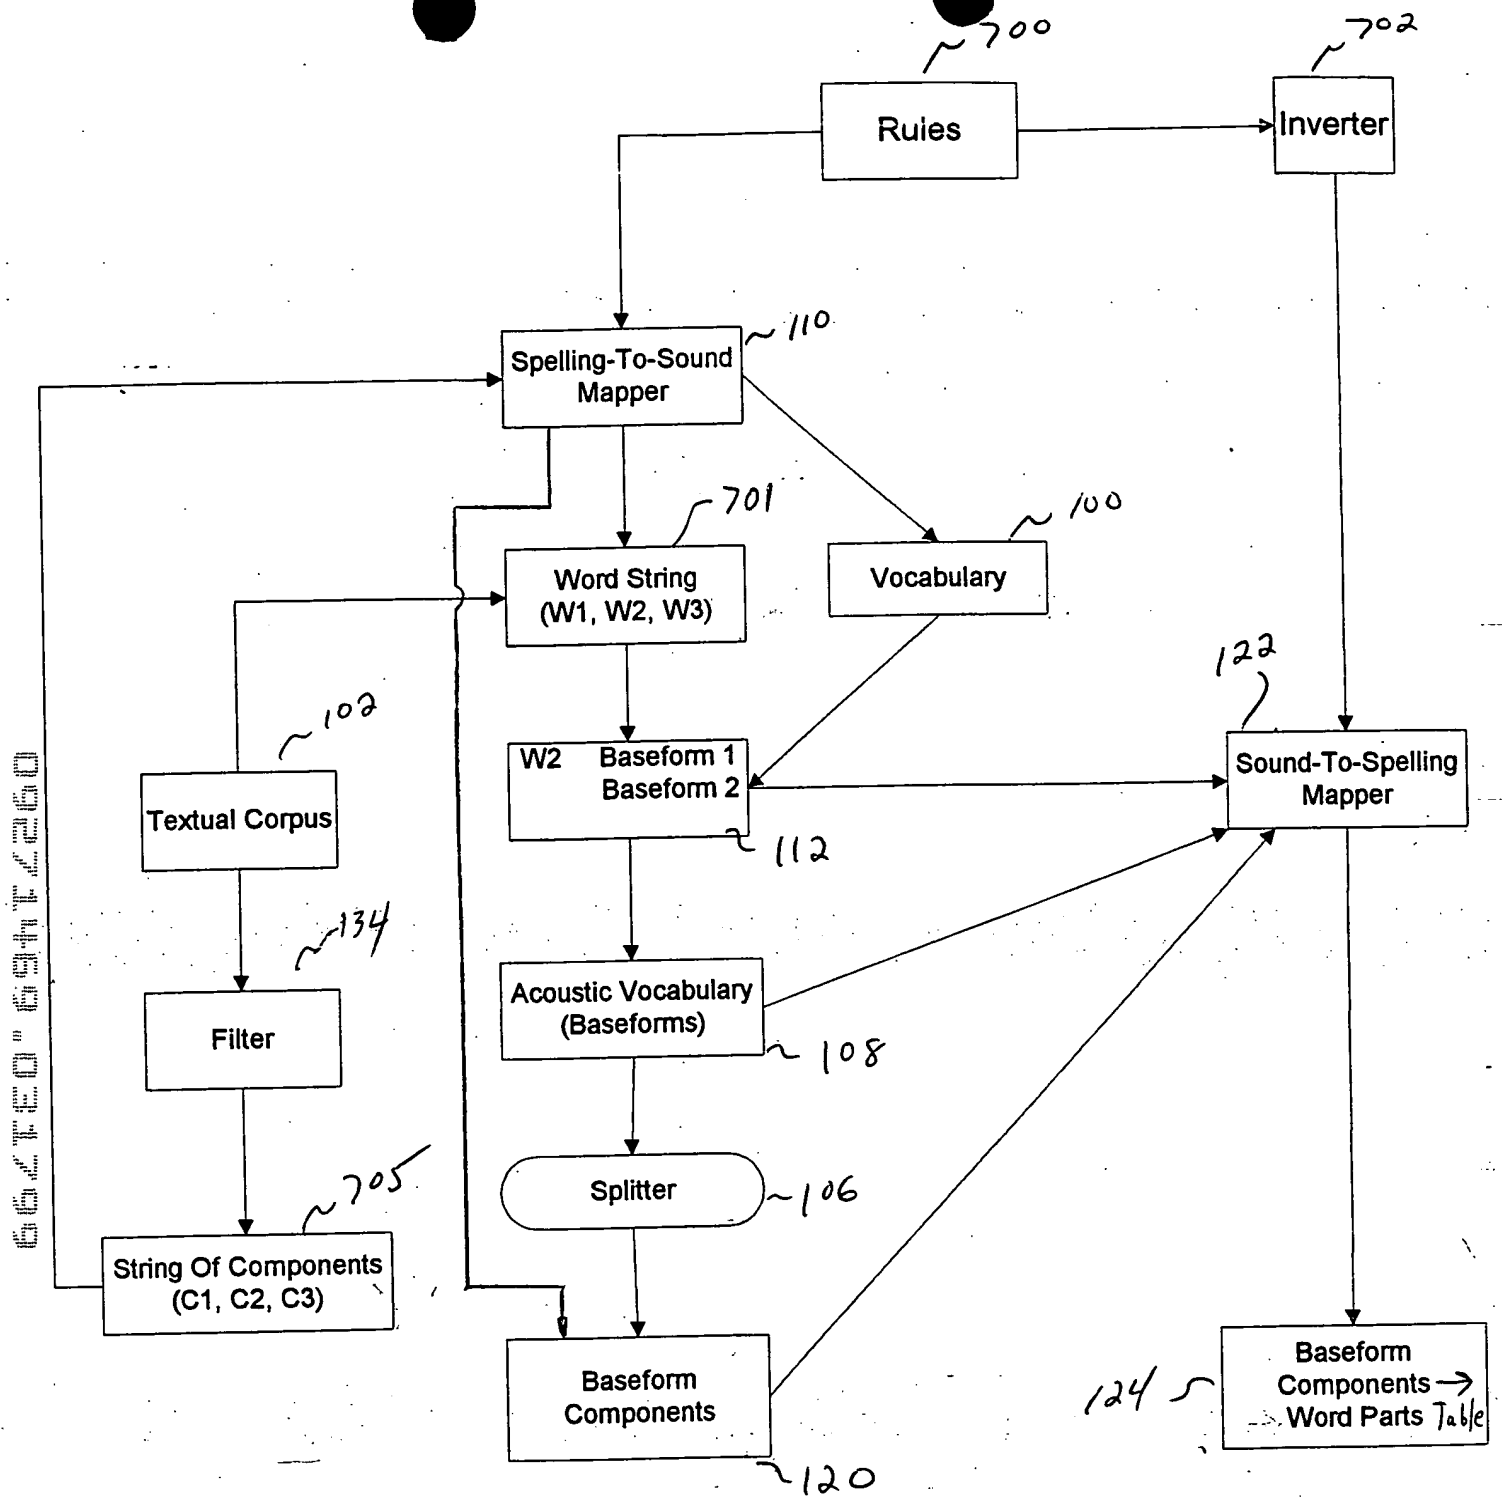 700
702
Ruies
Inverter
110
Spelling-To-Sound
Mapper
701
100
Word String
(W1, W2, W3)
Vocabulary
122
102
W2 Baseform 1
Baseform 2
Sound-To-Spelling
Mapper
Textual Corpus
112
134
Acoustic Vocabulary
(Baseforms)
Filter
108
705
Splitter
106
String Of Components
(C1, C2, C3)
Baseform
Components
120
124
Baseform
Components →
Word Parts Table
09271469.031799